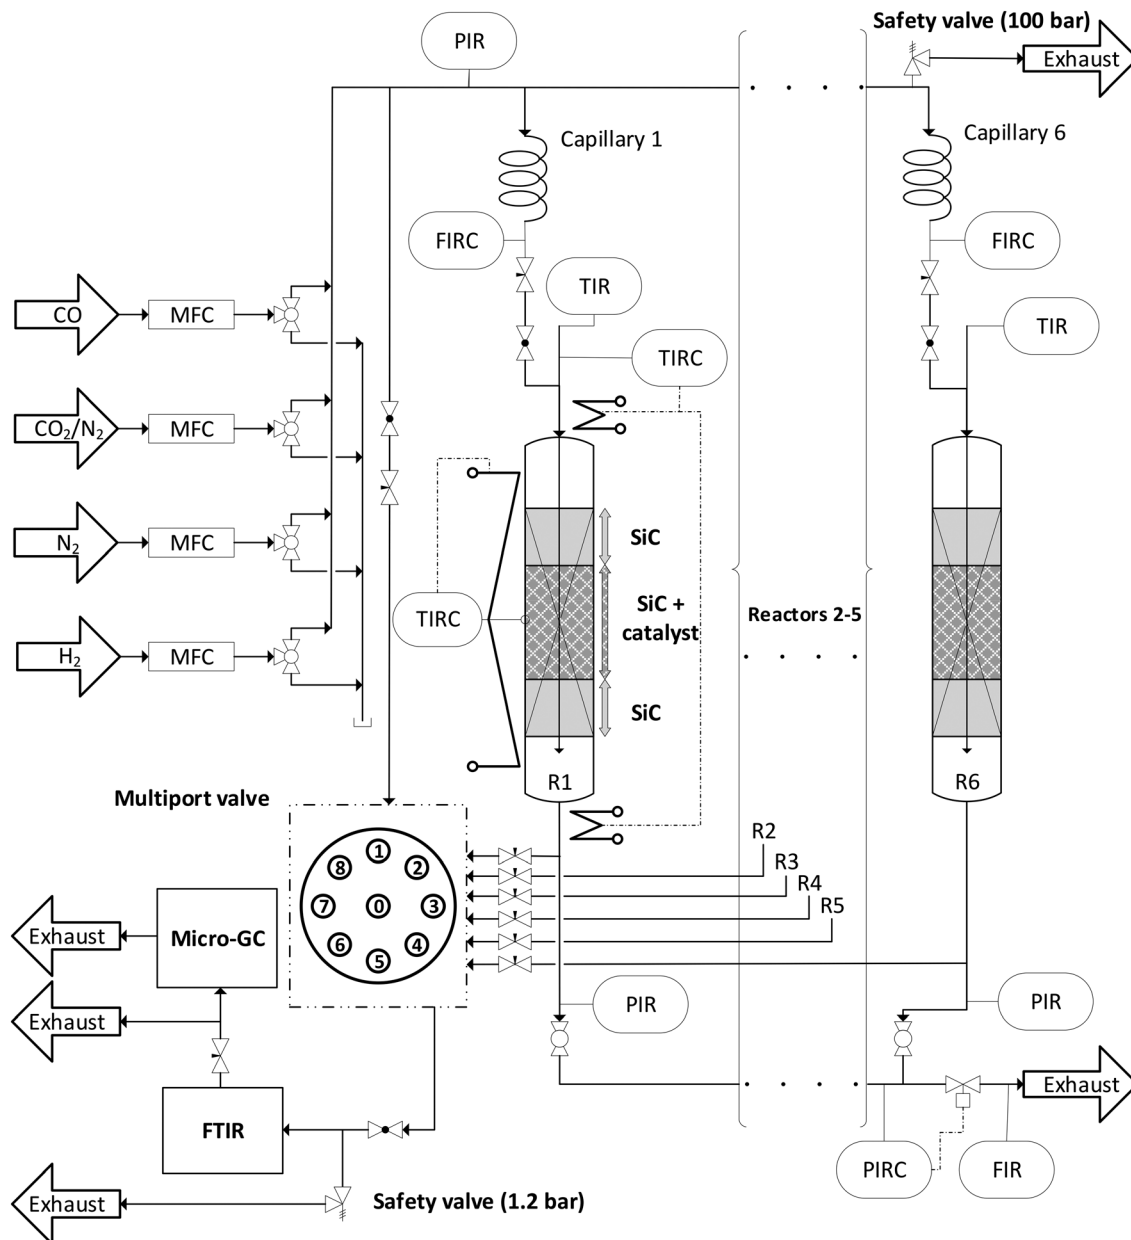 Safety valve (100 bar)
PIR
Exhaust
Capillary 1
Capillary 6
FIRC
FIRC
TIR
CO
MFC
TIR
TIRC
CO₂/N₂
MFC
N₂
MFC
SiC
SiC +
catalyst
TIRC
Reactors 2-5
H₂
MFC
SiC
R1
R6
Multiport valve
R2
R3
R4
R5
1
8
2
7
0
3
6
4
5
Exhaust
Micro-GC
PIR
PIR
Exhaust
Exhaust
FTIR
PIRC
FIR
Exhaust
Safety valve (1.2 bar)